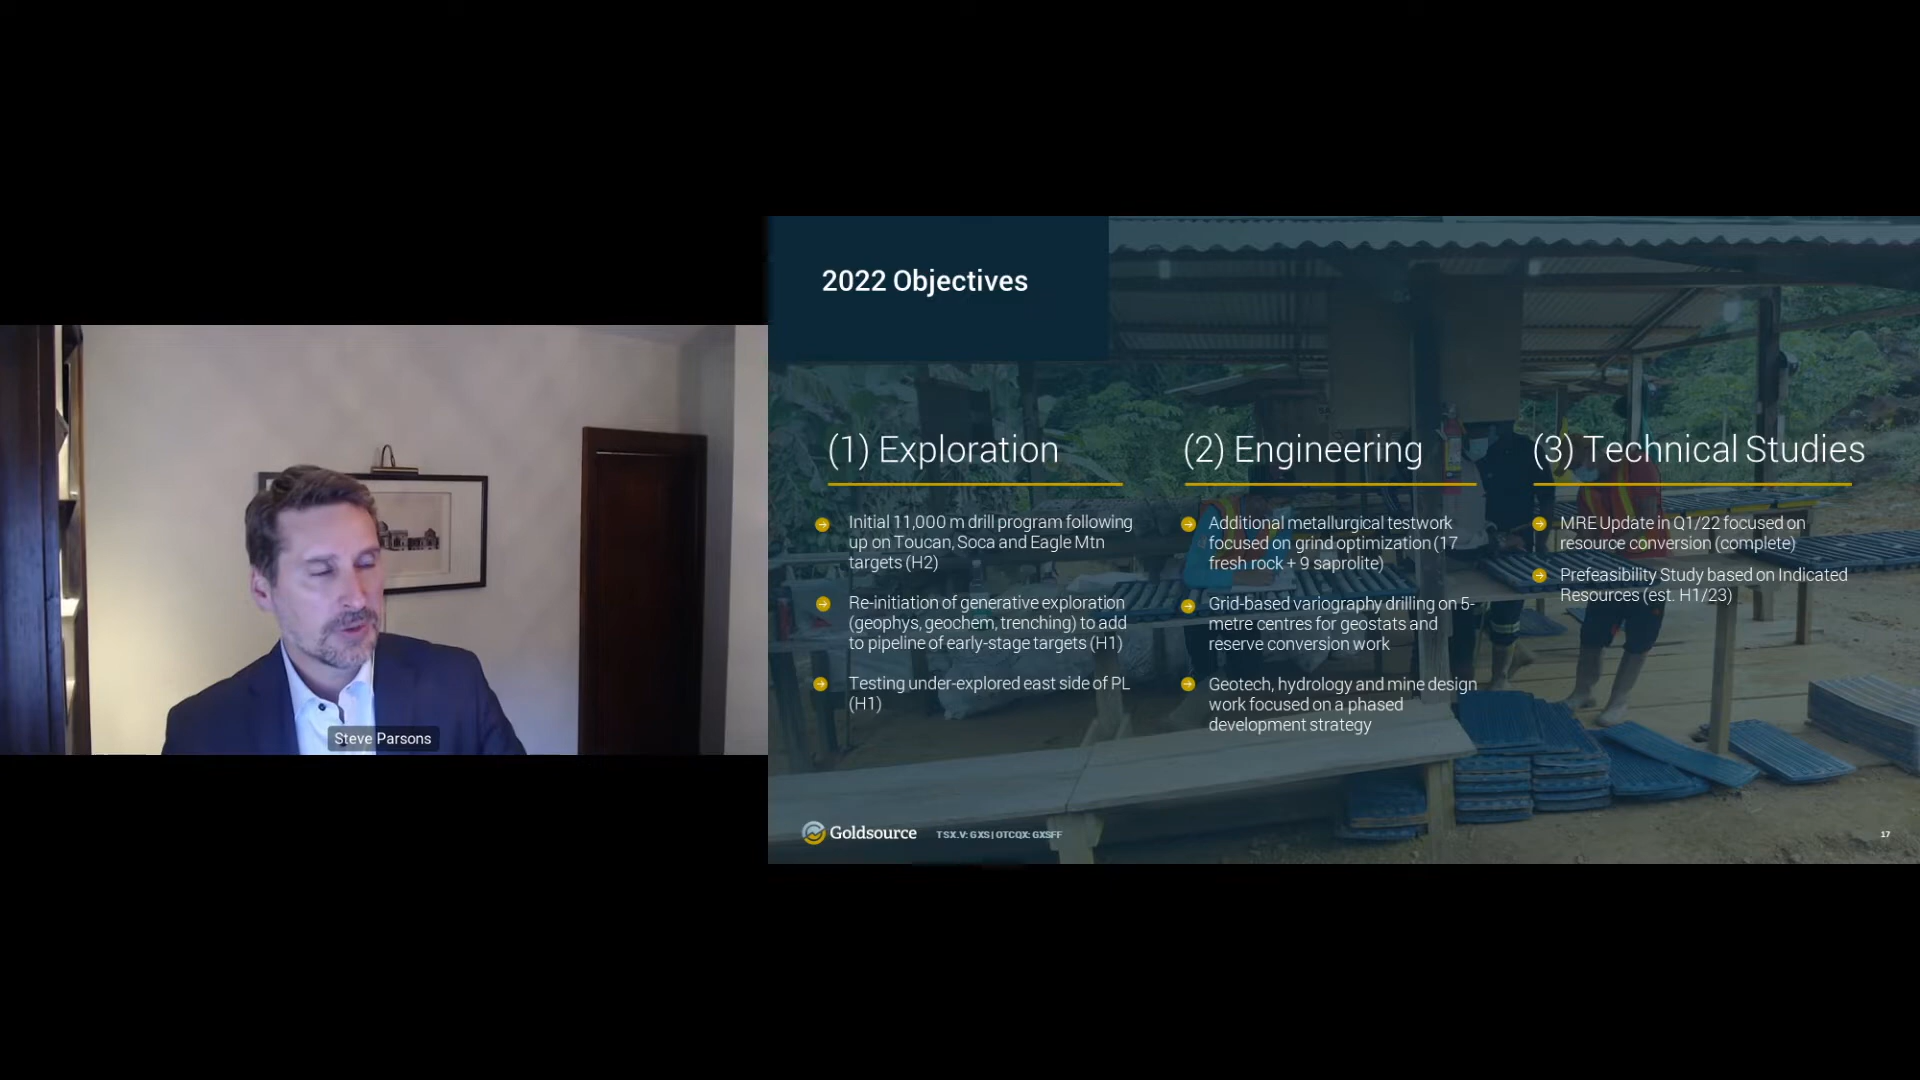 2022 Objectives
(1) Exploration
Initial 11,000 m drill program following
up on Toucan, Soca and Eagle Mtn
targets (H2)
Re-initiation of generative exploration
(geophys, geochem, trenching) to add
to pipeline of early-stage targets (H1)
Testing under-explored east side of PL
(H1)
(2) Engineering
Additional metallurgical testwork
focused on grind optimization (17
fresh rock + 9 saprolite)
Grid-based variography drilling on 5-
metre centres for geostats and
reserve conversion work
Geotech, hydrology and mine design
work focused on a phased
development strategy
(3) Technical Studies
MRE Update in Q1/22 focused on
resource conversion (complete)
Prefeasibility Study based on Indicated
Resources (est. H1/23)
Steve Parsons
Goldsource
TSX.V: GXS | OTCQX: GXSFF
17